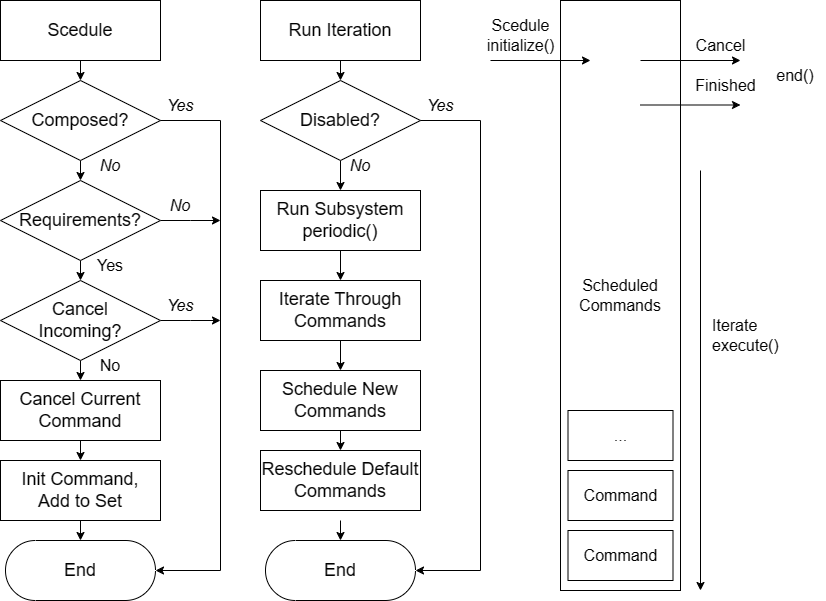 Scedule
Composed?
Yes
No
Requirements?
No
Yes
Cancel
Incoming?
Yes
No
Cancel Current
Command
Init Command,
Add to Set
End
Run Iteration
Disabled?
Yes
No
Run Subsystem
periodic()
Iterate Through
Commands
Schedule New
Commands
Reschedule Default
Commands
End
Scedule
initialize()
Cancel
Finished
end()
Scheduled
Commands
Iterate
execute()
...
Command
Command